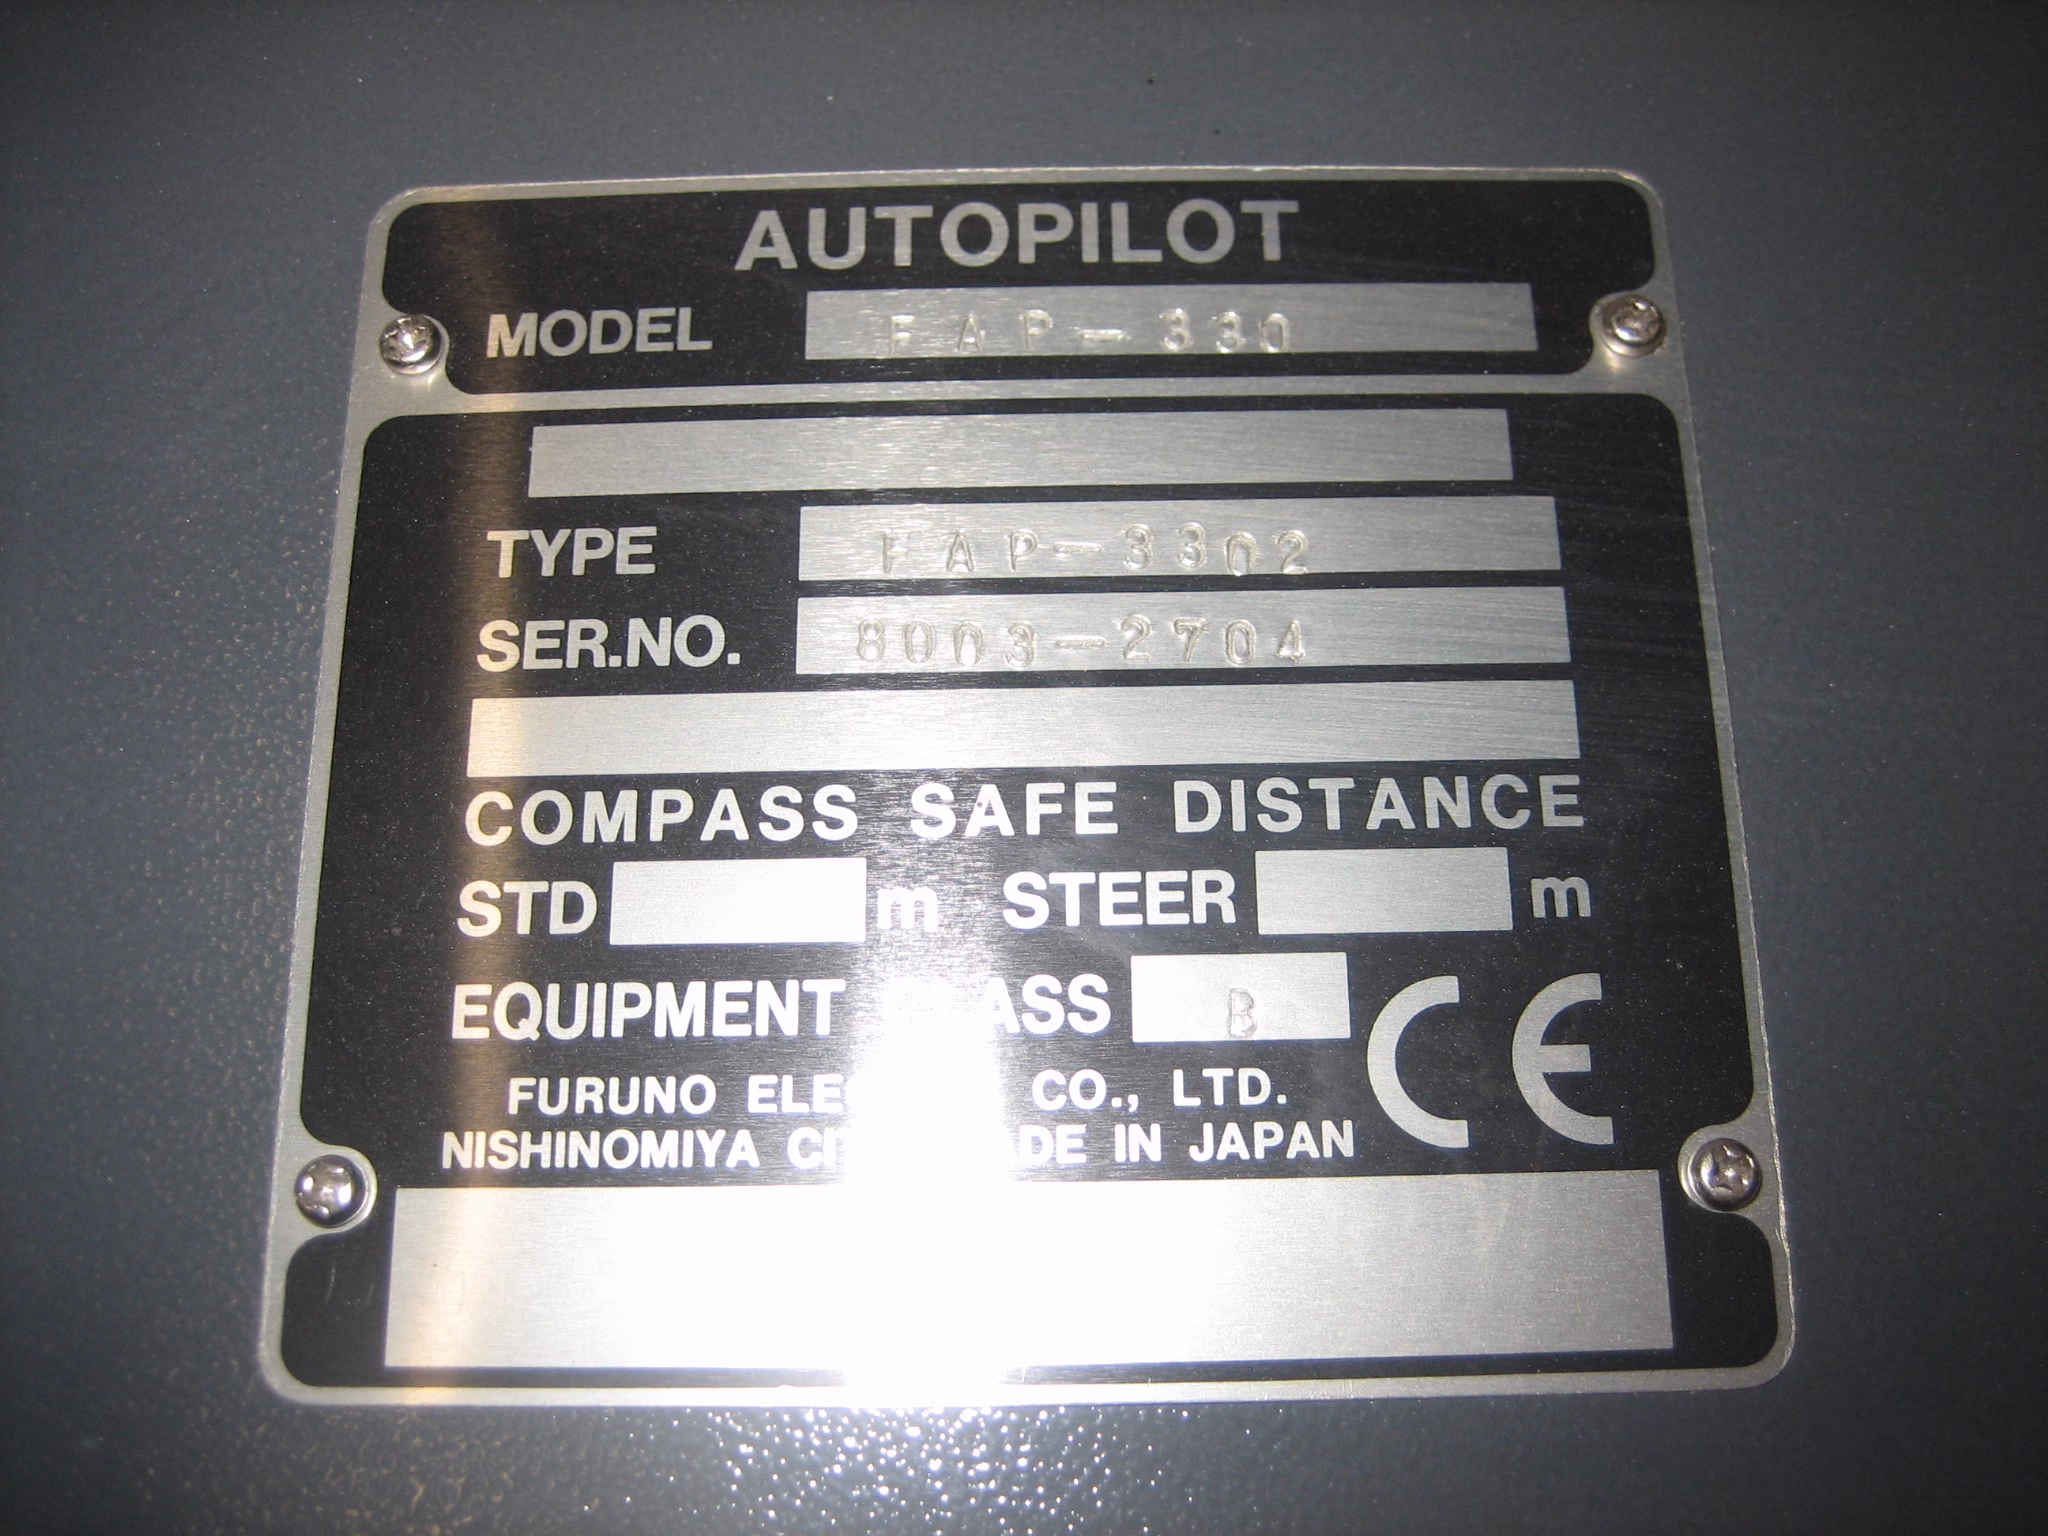 AUTOPILOT
MODEL FAP-330
TYPE FAP-3302
SER.NO. 8003-2704
COMPASS SAFE DISTANCE
STD m STEER m
EQUIPMENT B
FURUNO CO., LTD.
NISHINOMIYA IN JAPAN
CE